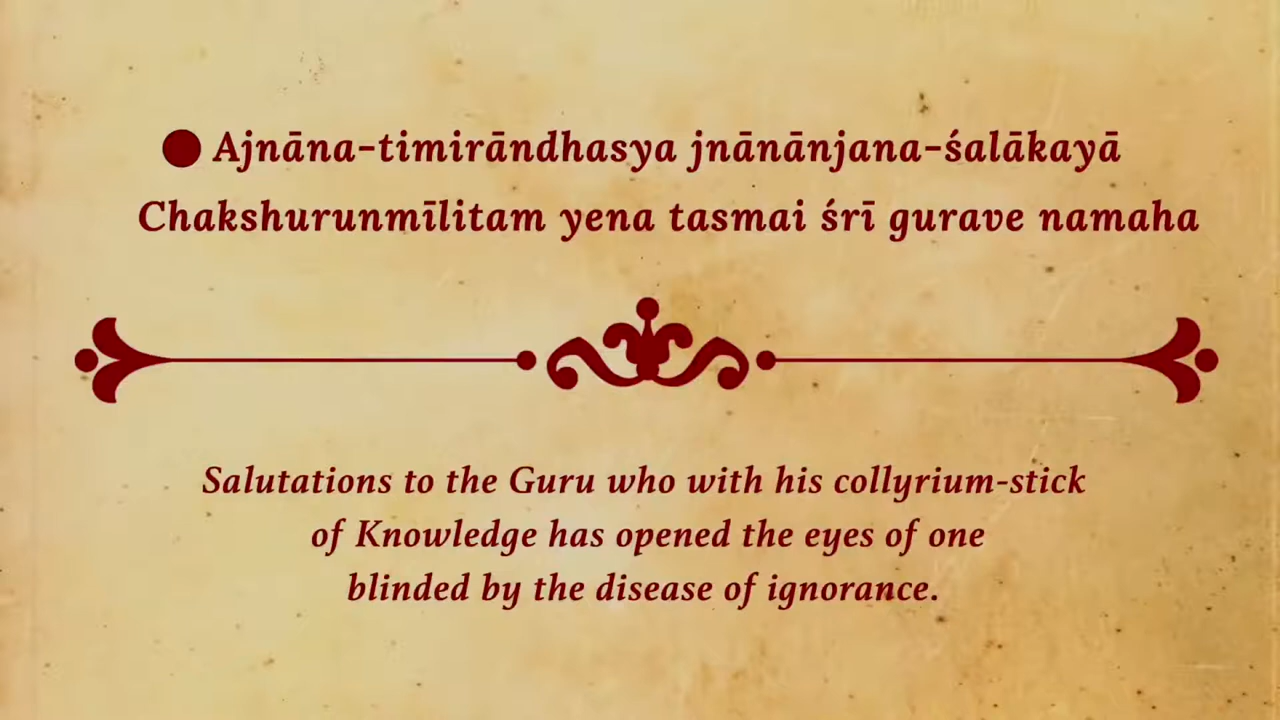 Ajnāna-timirāndhasya jnānānjana-śalākayā
Chakshurunmīlitam yena tasmai śrī gurave namaha
Salutations to the Guru who with his collyrium-stick
of Knowledge has opened the eyes of one
blinded by the disease of ignorance.